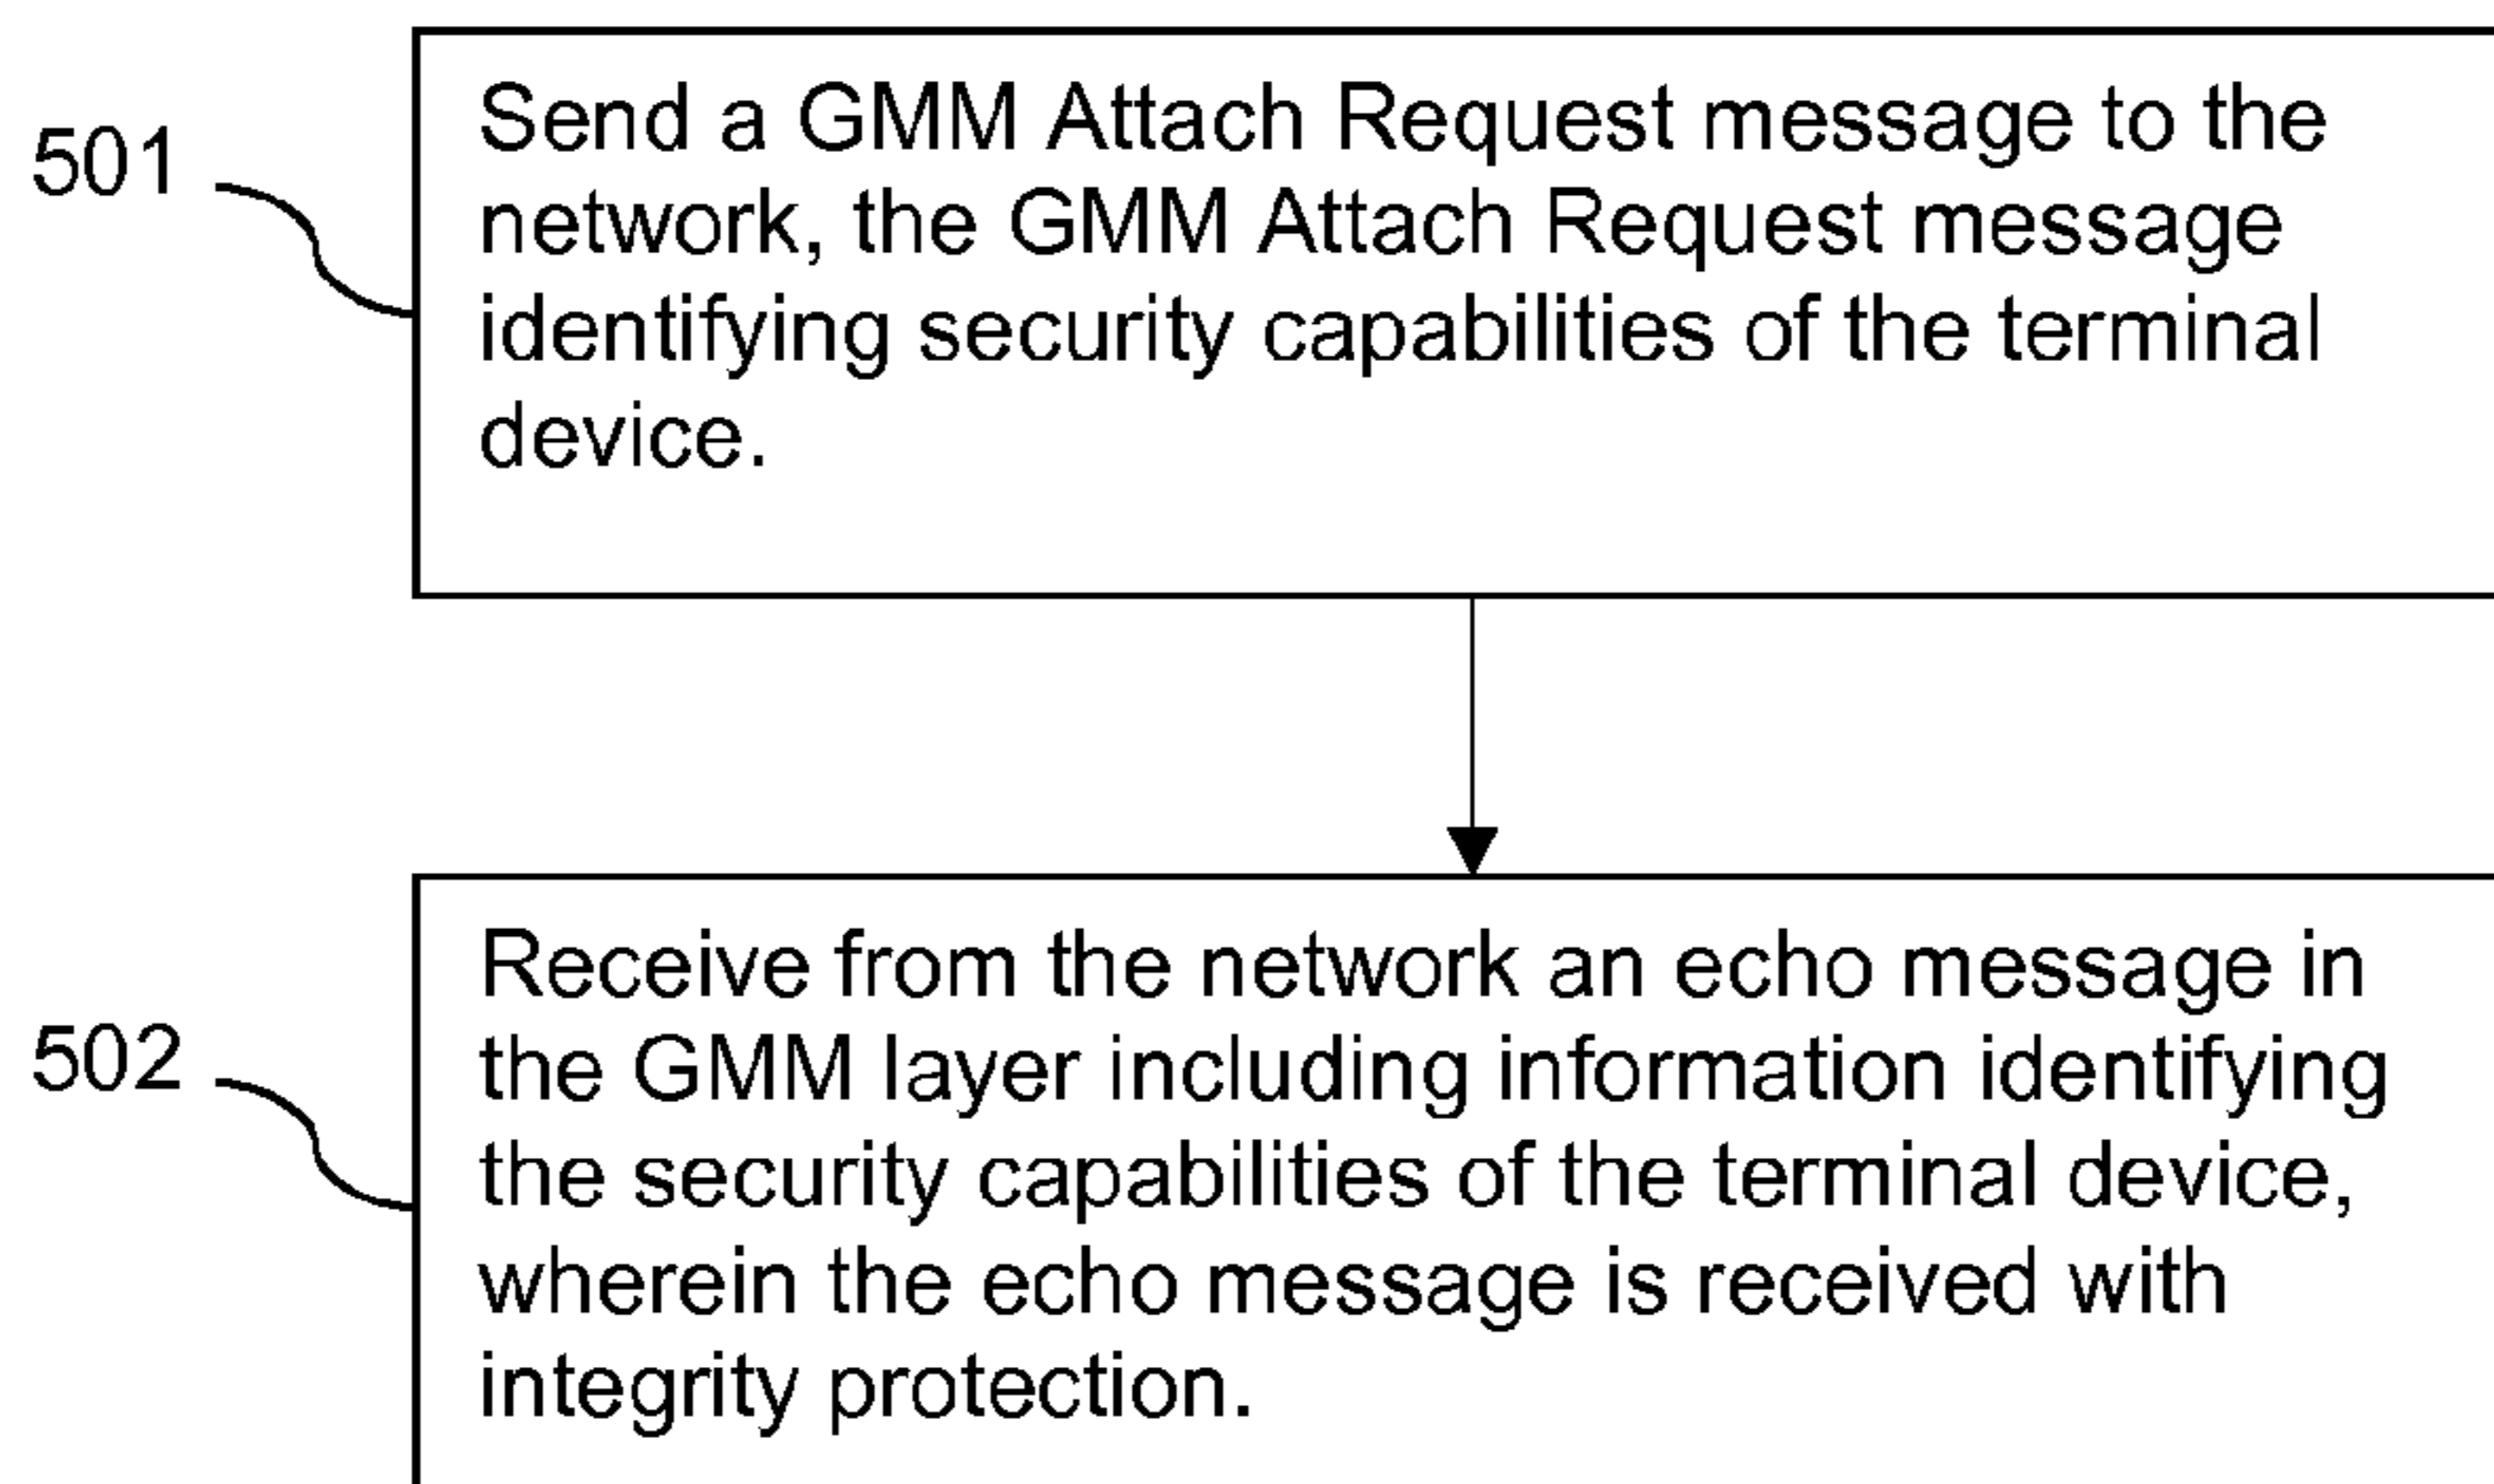 501
Send a GMM Attach Request message to the
network, the GMM Attach Request message
identifying security capabilities of the terminal
device.
502
Receive from the network an echo message in
the GMM layer including information identifying
the security capabilities of the terminal device,
wherein the echo message is received with
integrity protection.